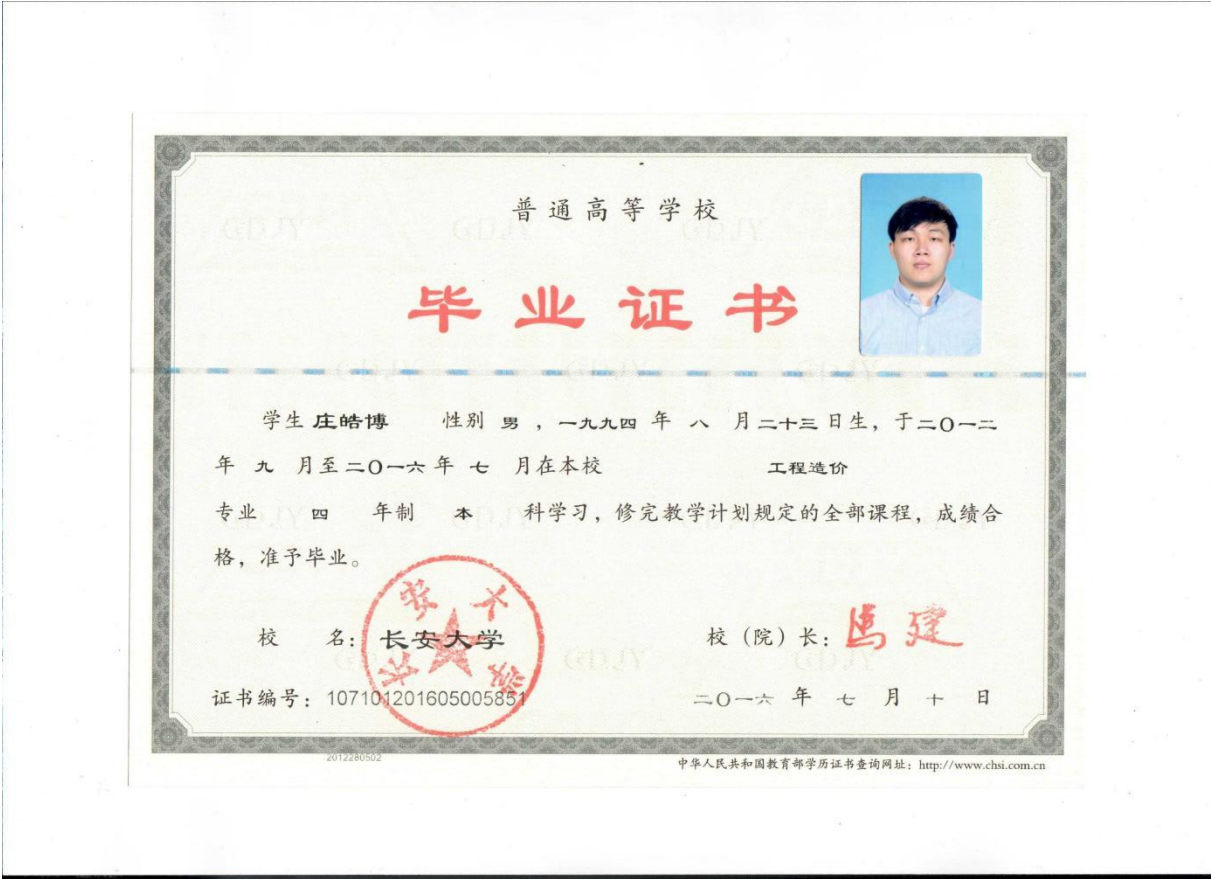 普通高等学校
毕业证书
学生 庄皓博 性别 男 ，一九九四 年 八 月二十三日生，于二〇一二
年 九 月至二〇一六年 七 月在本校 工程造价
专业 四 年制 本 科学习，修完教学计划规定的全部课程，成绩合
格，准予毕业。
校 名：长安大学
长安大学
校（院）长：马建
证书编号：107101201605005851
二〇一六 年 七 月 十 日
2012280502
中华人民共和国教育部学历证书查询网址：http://www.chsi.com.cn